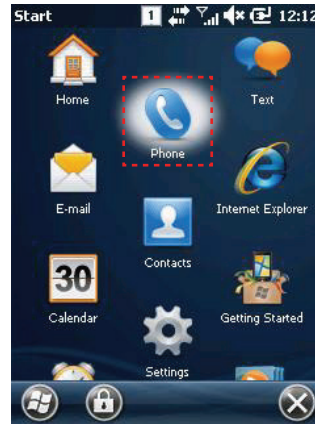 Start 1 12:12
Home
Phone
Text
E-mail
Contacts
Internet Explorer
30
Calendar
Settings
Getting Started